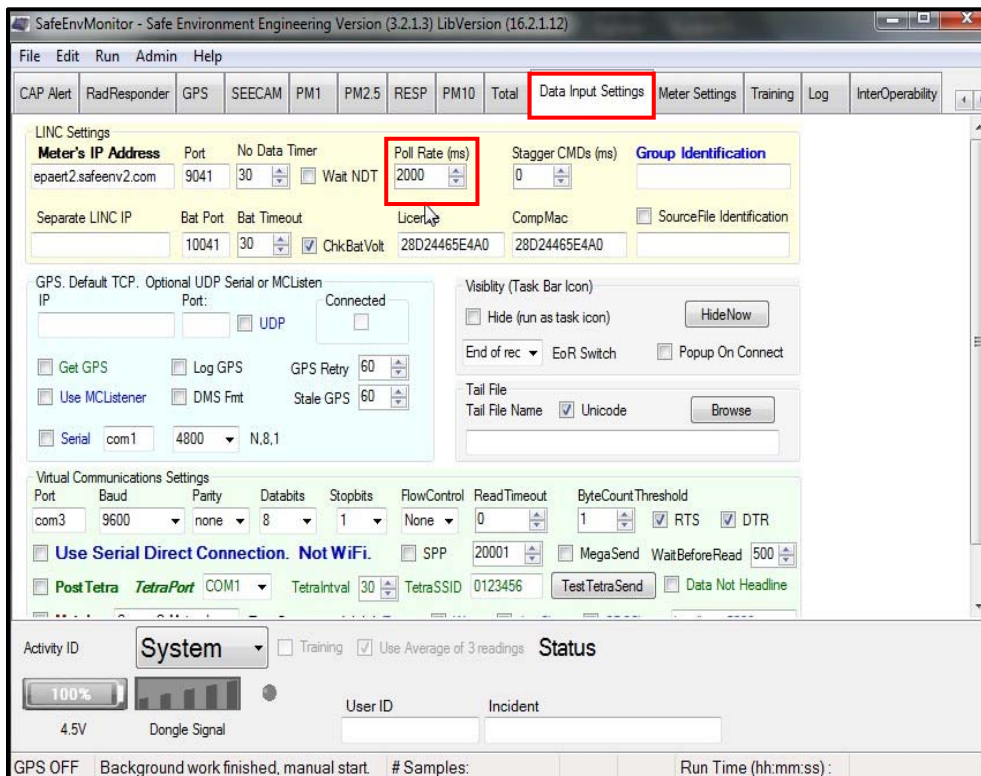 SafeEnvMonitor - Safe Environment Engineering Version (3.2.1.3) LibVersion (16.2.1.12)
File Edit Run Admin Help
CAP Alert RadResponder GPS SEECAM PM1 PM2.5 RESP PM10 Total Data Input Settings Meter Settings Training Log InterOperability
LINC Settings
Meter's IP Address Port No Data Timer Poll Rate (ms) Stagger CMDs (ms) Group Identification
epaert2.safeenv2.com 9041 30 Wait NDT 2000 0
Separate LINC IP Bat Port Bat Timeout License CompMac SourceFile Identification
10041 30 ChkBatVolt 28D24465E4A0 28D24465E4A0
GPS. Default TCP. Optional UDP Serial or MCListen
IP Port: Connected
UDP
Get GPS Log GPS GPS Retry 60
Use MCListener DMS Fmt Stale GPS 60
Serial com1 4800 N,8,1
Visiblity (Task Bar Icon)
Hide (run as task icon) HideNow
End of rec EoR Switch Popup On Connect
Tail File
Tail File Name Unicode Browse
Virtual Communications Settings
Port Baud Parity Databits Stopbits FlowControl ReadTimeout ByteCountThreshold
com3 9600 none 8 1 None 0 1 RTS DTR
Use Serial Direct Connection. Not WiFi. SPP 20001 MegaSend WaitBeforeRead 500
PostTetra TetraPort COM1 TetraIntval 30 TetraSSID 0123456 TestTetraSend Data Not Headline
Activity ID System Training Use Average of 3 readings Status
100%
4.5V Dongle Signal User ID Incident
GPS OFF Background work finished, manual start. # Samples: Run Time (hh:mm:ss) :